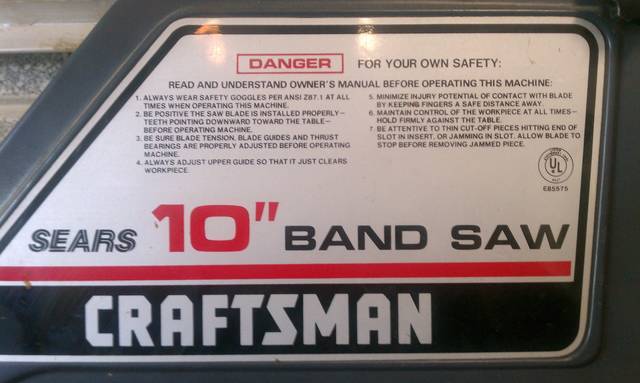 DANGER FOR YOUR OWN SAFETY:
READ AND UNDERSTAND OWNER'S MANUAL BEFORE OPERATING THIS MACHINE:
1. ALWAYS WEAR SAFETY GOGGLES PER ANSI Z87.1 AT ALL
TIMES WHEN OPERATING THIS MACHINE.
2. BE POSITIVE THE SAW BLADE IS INSTALLED PROPERLY—
TEETH POINTING DOWNWARD TOWARD THE TABLE—
BEFORE OPERATING MACHINE.
3. BE SURE BLADE TENSION, BLADE GUIDES AND THRUST
BEARINGS ARE PROPERLY ADJUSTED BEFORE OPERATING
MACHINE.
4. ALWAYS ADJUST UPPER GUIDE SO THAT IT JUST CLEARS
WORKPIECE.
5. MINIMIZE INJURY POTENTIAL OF CONTACT WITH BLADE
BY KEEPING FINGERS A SAFE DISTANCE AWAY.
6. MAINTAIN CONTROL OF THE WORKPIECE AT ALL TIMES—
HOLD FIRMLY AGAINST THE TABLE.
7. BE ATTENTIVE TO THIN CUT-OFF PIECES HITTING END OF
SLOT IN INSERT, OR JAMMING IN SLOT. ALLOW BLADE TO
STOP BEFORE REMOVING JAMMED PIECE.
UL
EB5575
SEARS 10" BAND SAW
CRAFTSMAN